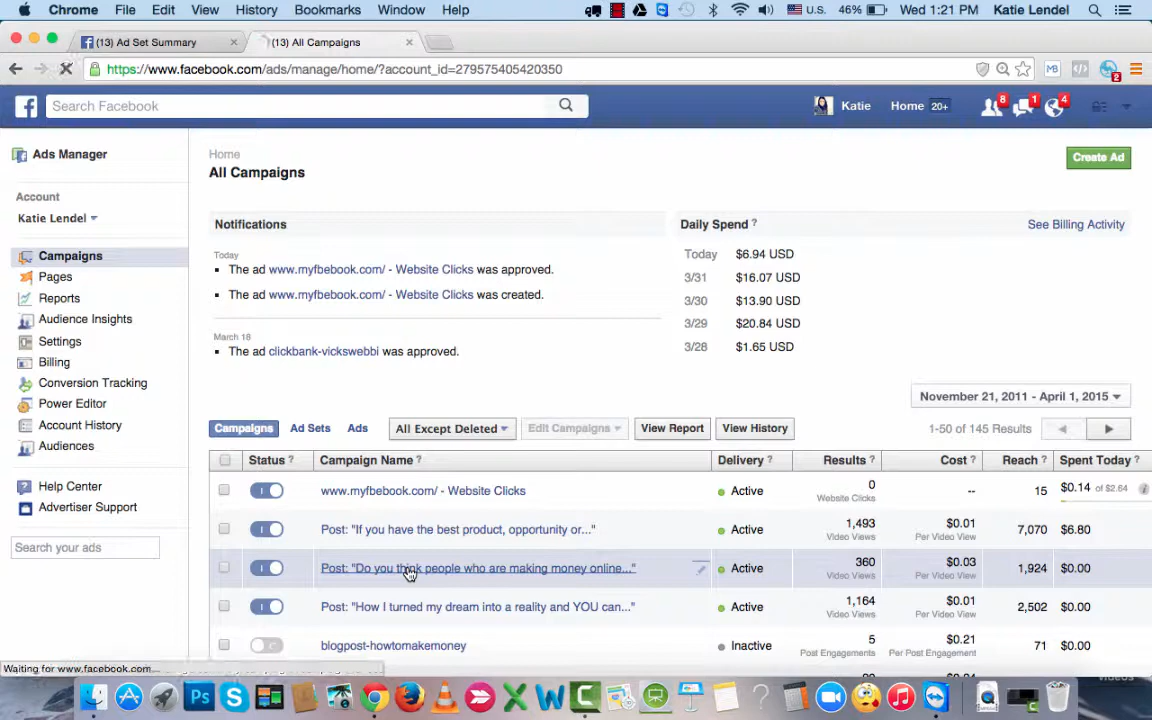 Chrome File Edit View History Bookmarks Window Help U.S. 46% Wed 1:21 PM Katie Lendel
(13) Ad Set Summary × (13) All Campaigns ×
https://www.facebook.com/ads/manage/home/?account_id=279575405420350 MB 2
Search Facebook Katie Home 20+ 8 1 4
Ads Manager
Account
Katie Lendel
Campaigns
Pages
Reports
Audience Insights
Settings
Billing
Conversion Tracking
Power Editor
Account History
Audiences
Help Center
Advertiser Support
Search your ads
Home
All Campaigns
Create Ad
Notifications
Today
The ad www.myfbebook.com/ - Website Clicks was approved.
The ad www.myfbebook.com/ - Website Clicks was created.
March 18
The ad clickbank-vickswebbi was approved.
Daily Spend ? See Billing Activity
Today $6.94 USD
3/31 $16.07 USD
3/30 $13.90 USD
3/29 $20.84 USD
3/28 $1.65 USD
November 21, 2011 - April 1, 2015
Campaigns Ad Sets Ads All Except Deleted Edit Campaigns View Report View History 1-50 of 145 Results
Status ? Campaign Name ? Delivery ? Results ? Cost ? Reach ? Spent Today ?
www.myfbebook.com/ - Website Clicks Active 0 -- 15 $0.14 of $2.64
Website Clicks
Post: "If you have the best product, opportunity or..." Active 1,493 $0.01 7,070 $6.80
Video Views Per Video View
Post: "Do you think people who are making money online..." Active 360 $0.03 1,924 $0.00
Video Views Per Video View
Post: "How I turned my dream into a reality and YOU can..." Active 1,164 $0.01 2,502 $0.00
Video Views Per Video View
blogpost-howtomakemoney Inactive 5 $0.21 71 $0.00
Post Engagements Per Post Engagement
Waiting for www.facebook.com...